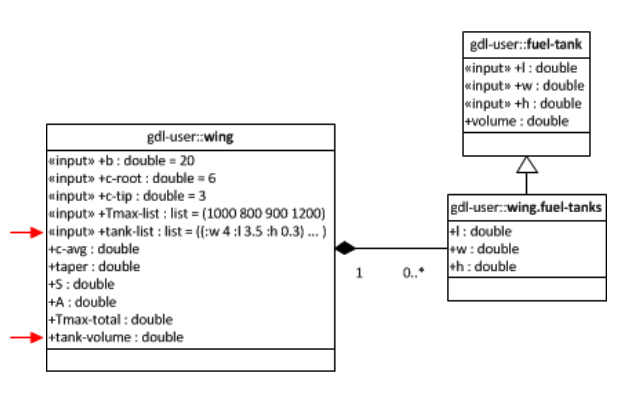 gdl-user::fuel-tank
«input» +l : double
«input» +w : double
«input» +h : double
+volume : double
gdl-user::wing
«input» +b : double = 20
«input» +c-root : double = 6
«input» +c-tip : double = 3
«input» +Tmax-list : list = (1000 800 900 1200)
«input» +tank-list : list = ((:w 4 :l 3.5 :h 0.3) ... )
+c-avg : double
+taper : double
+S : double
+A : double
+Tmax-total : double
+tank-volume : double
1
0..*
gdl-user::wing.fuel-tanks
+l : double
+w : double
+h : double